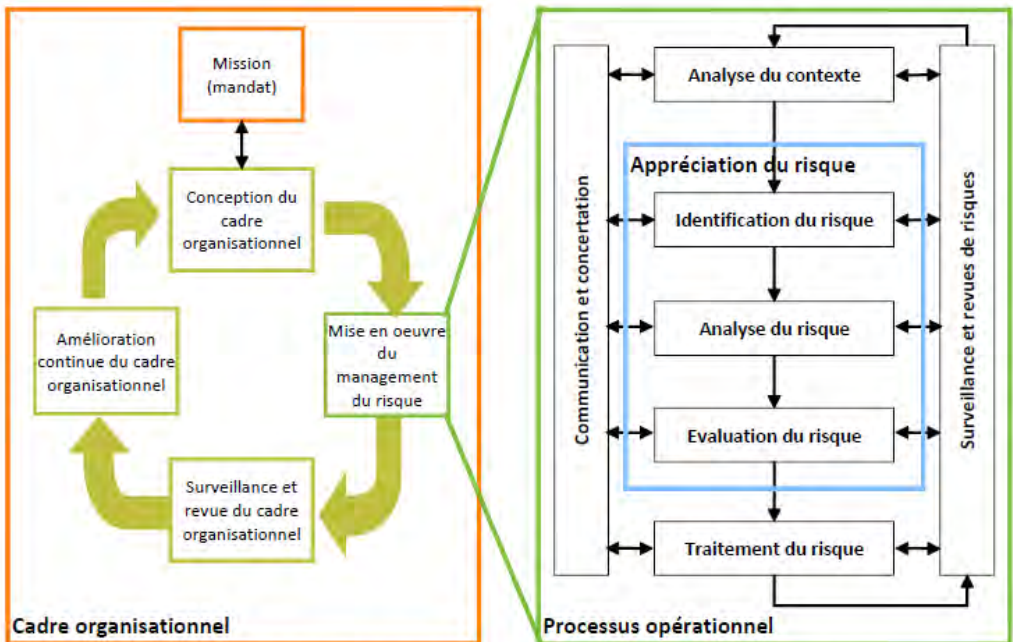 Mission
(mandat)
Conception du
cadre
organisationnel
Mise en oeuvre
du
management
du risque
Surveillance et
revue du cadre
organisationnel
Amélioration
continue du cadre
organisationnel
Cadre organisationnel
Communication et concertation
Analyse du contexte
Appréciation du risque
Identification du risque
Analyse du risque
Evaluation du risque
Traitement du risque
Surveillance et revues de risques
Processus opérationnel